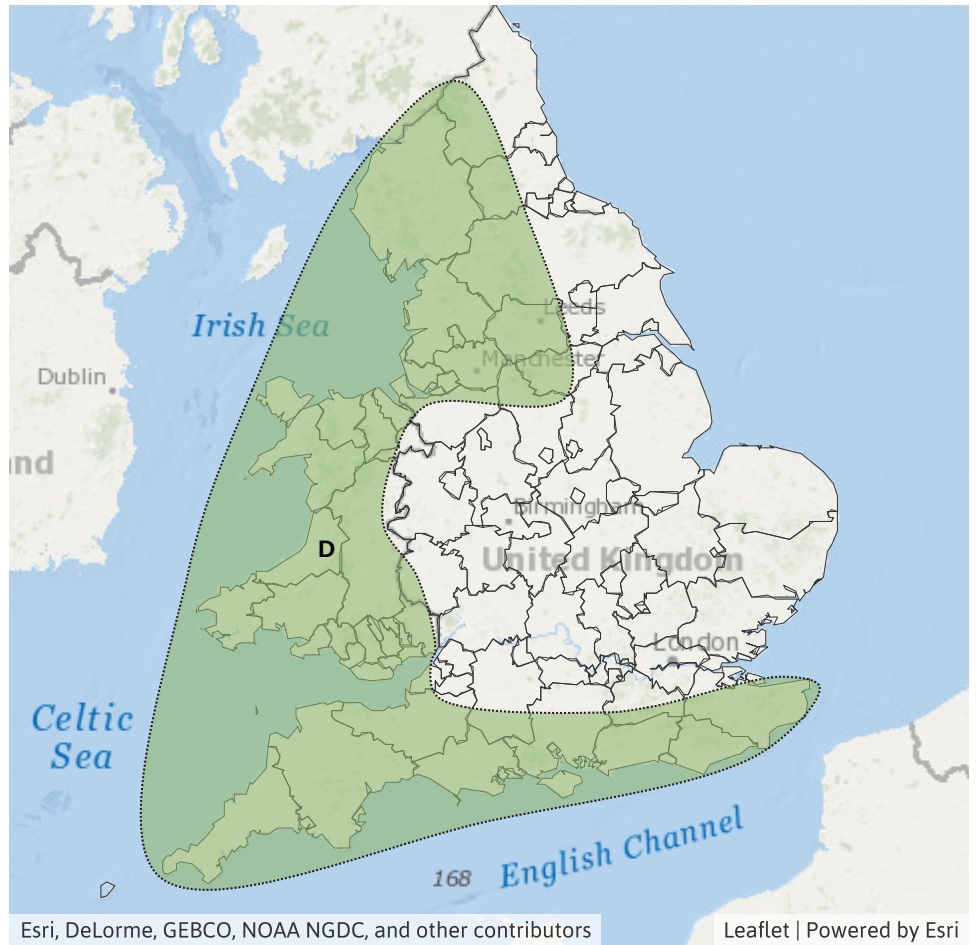 Leeds
Irish Sea
Manchester
Dublin
nd
D
Birmingham
United Kingdom
London
Celtic
Sea
English Channel
168
Esri, DeLorme, GEBCO, NOAA NGDC, and other contributors
Leaflet | Powered by Esri